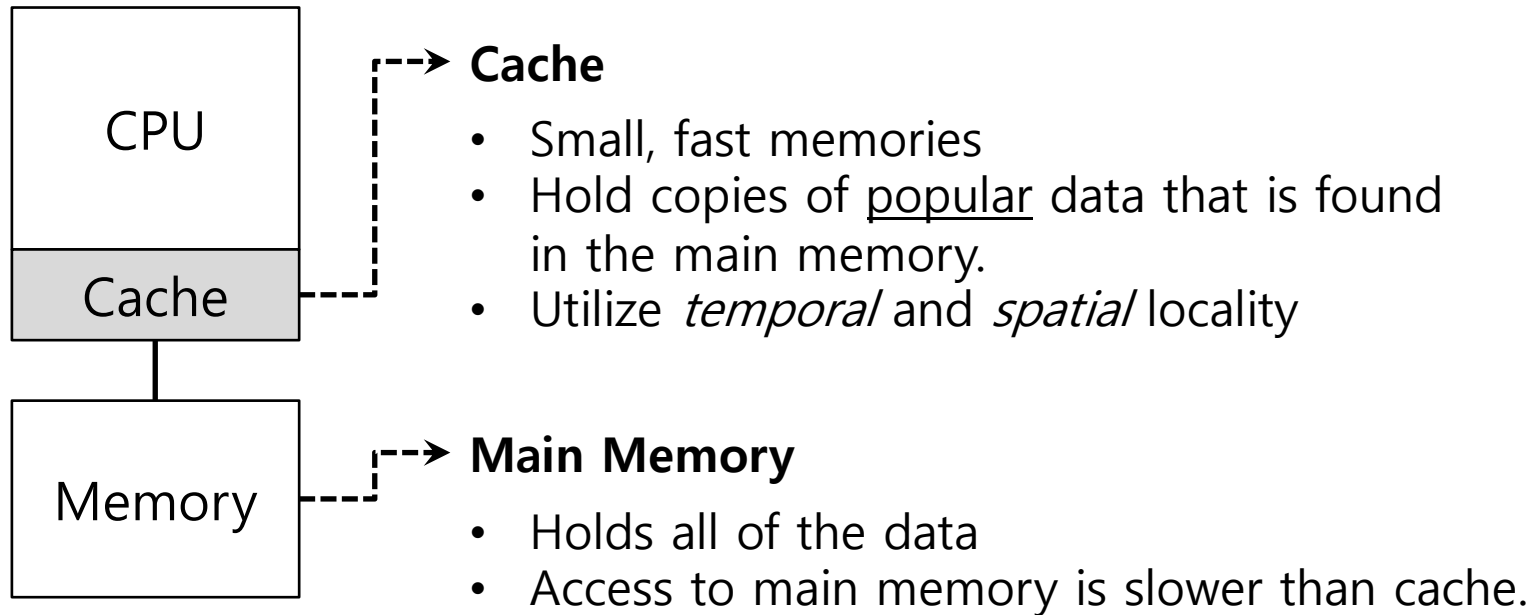 CPU
Cache
Memory
Cache
• Small, fast memories
• Hold copies of popular data that is found
in the main memory.
• Utilize temporal and spatial locality
Main Memory
• Holds all of the data
• Access to main memory is slower than cache.